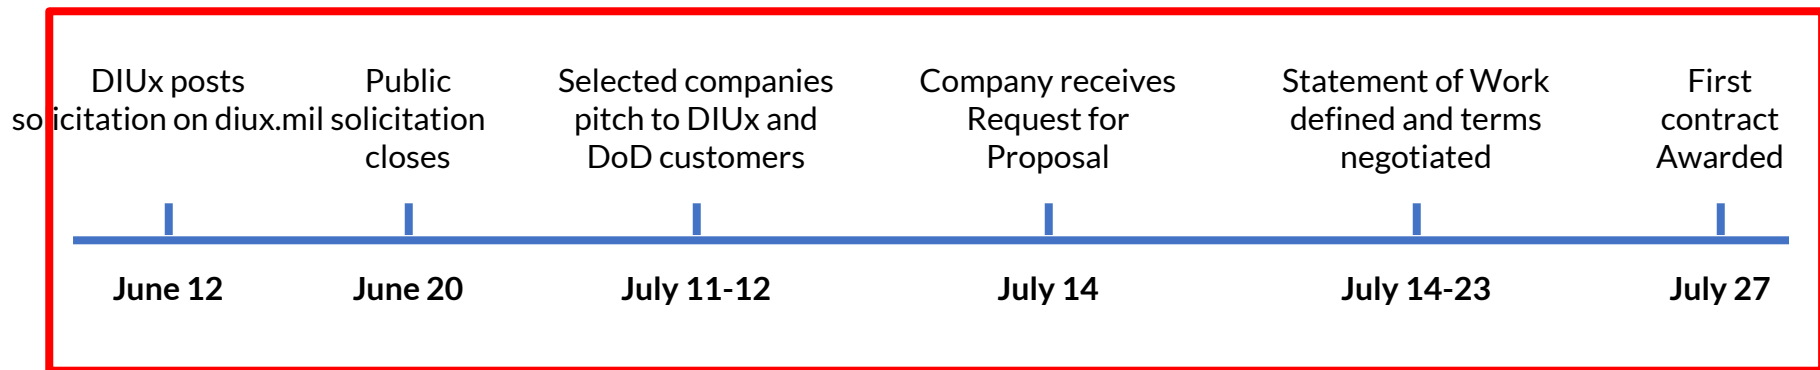 DIUx posts
solicitation on diux.mil
Public
solicitation
closes
Selected companies
pitch to DIUx and
DoD customers
Company receives
Request for
Proposal
Statement of Work
defined and terms
negotiated
First
contract
Awarded
June 12
June 20
July 11-12
July 14
July 14-23
July 27